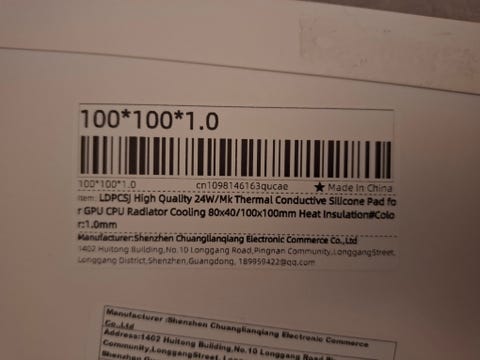 100*100*1.0
100*100*1.0 cn1098146163qucae ★ Made In China
Item: LDPCSJ High Quality 24W/Mk Thermal Conductive Silicone Pad fo
r GPU CPU Radiator Cooling 80x40/100x100mm Heat Insulation#Colo
r:1.0mm
Manufacturer:Shenzhen Chuanglianqiang Electronic Commerce Co.,Ltd
1402 Huitong Building,No.10 Longgang Road,Pingnan Community,LonggangStreet,
Longgang District,Shenzhen,Guangdong, 189959422@qq.com
Manufacturer :Shenzhen Chuanglianqiang Electronic Commerce
Co.,Ltd
Address:1402 Huitong Building,No.10 Longgang Road
Community,LonggangStreet